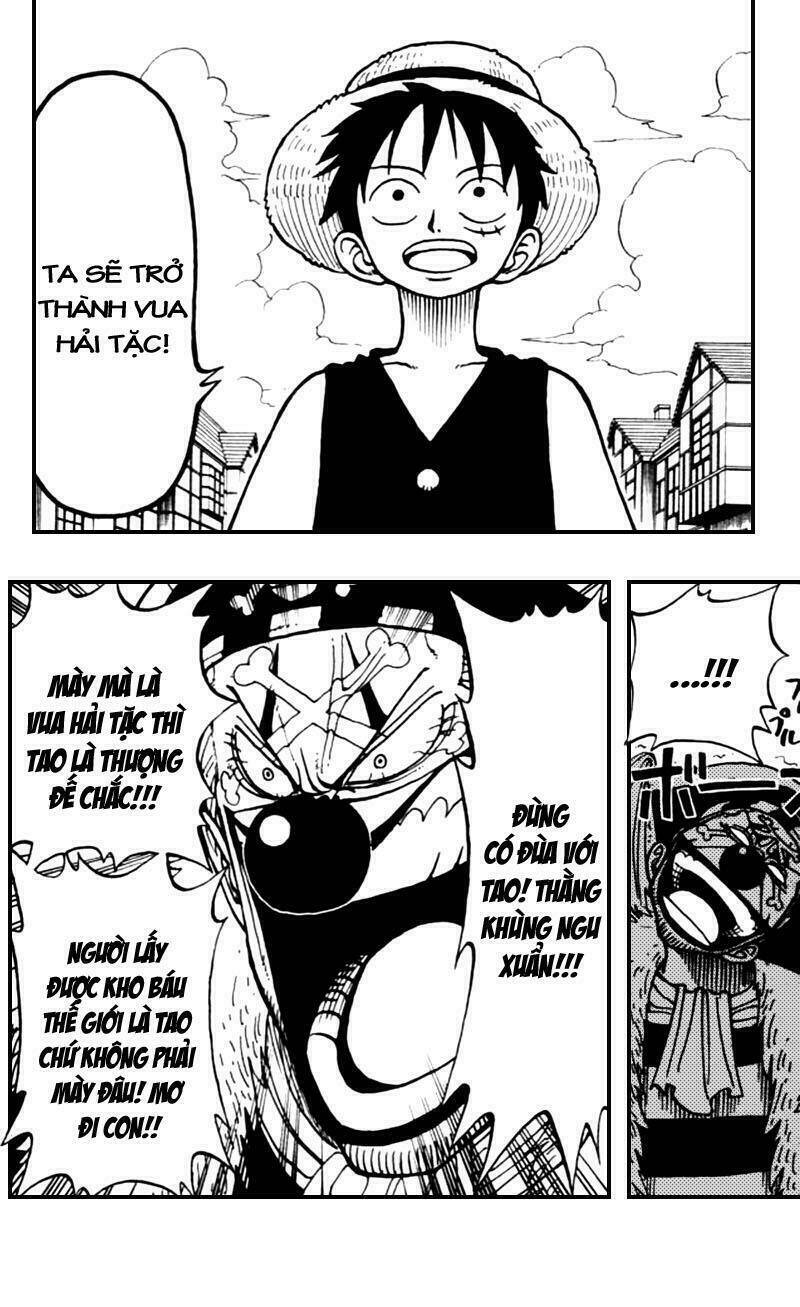 TA SẼ TRỞ
THÀNH VUA
HẢI TẶC!
...!!!
ĐỪNG
CÓ ĐÙA VỚI
TAO! THẰNG
KHÙNG NGU
XUẨN!!!
MÀY MÀ LÀ
VUA HẢI TẶC THÌ
TAO LÀ THƯỢNG
ĐẾ CHẮC!!!
NGƯỜI LẤY
ĐƯỢC KHO BÁU
THẾ GIỚI LÀ TAO
CHỨ KHÔNG PHẢI
MÀY ĐÂU! MƠ
ĐI CON!!